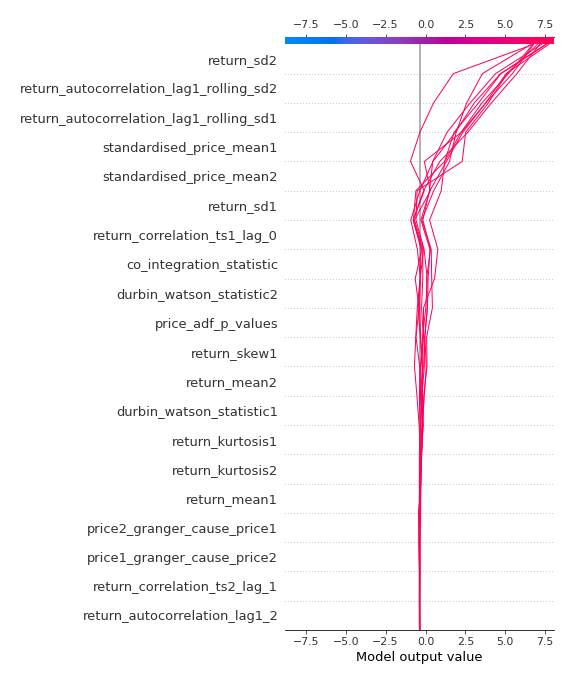 −7.5 −5.0 −2.5 0.0 2.5 5.0 7.5
return_sd2
return_autocorrelation_lag1_rolling_sd2
return_autocorrelation_lag1_rolling_sd1
standardised_price_mean1
standardised_price_mean2
return_sd1
return_correlation_ts1_lag_0
co_integration_statistic
durbin_watson_statistic2
price_adf_p_values
return_skew1
return_mean2
durbin_watson_statistic1
return_kurtosis1
return_kurtosis2
return_mean1
price2_granger_cause_price1
price1_granger_cause_price2
return_correlation_ts2_lag_1
return_autocorrelation_lag1_2
−7.5 −5.0 −2.5 0.0 2.5 5.0 7.5
Model output value